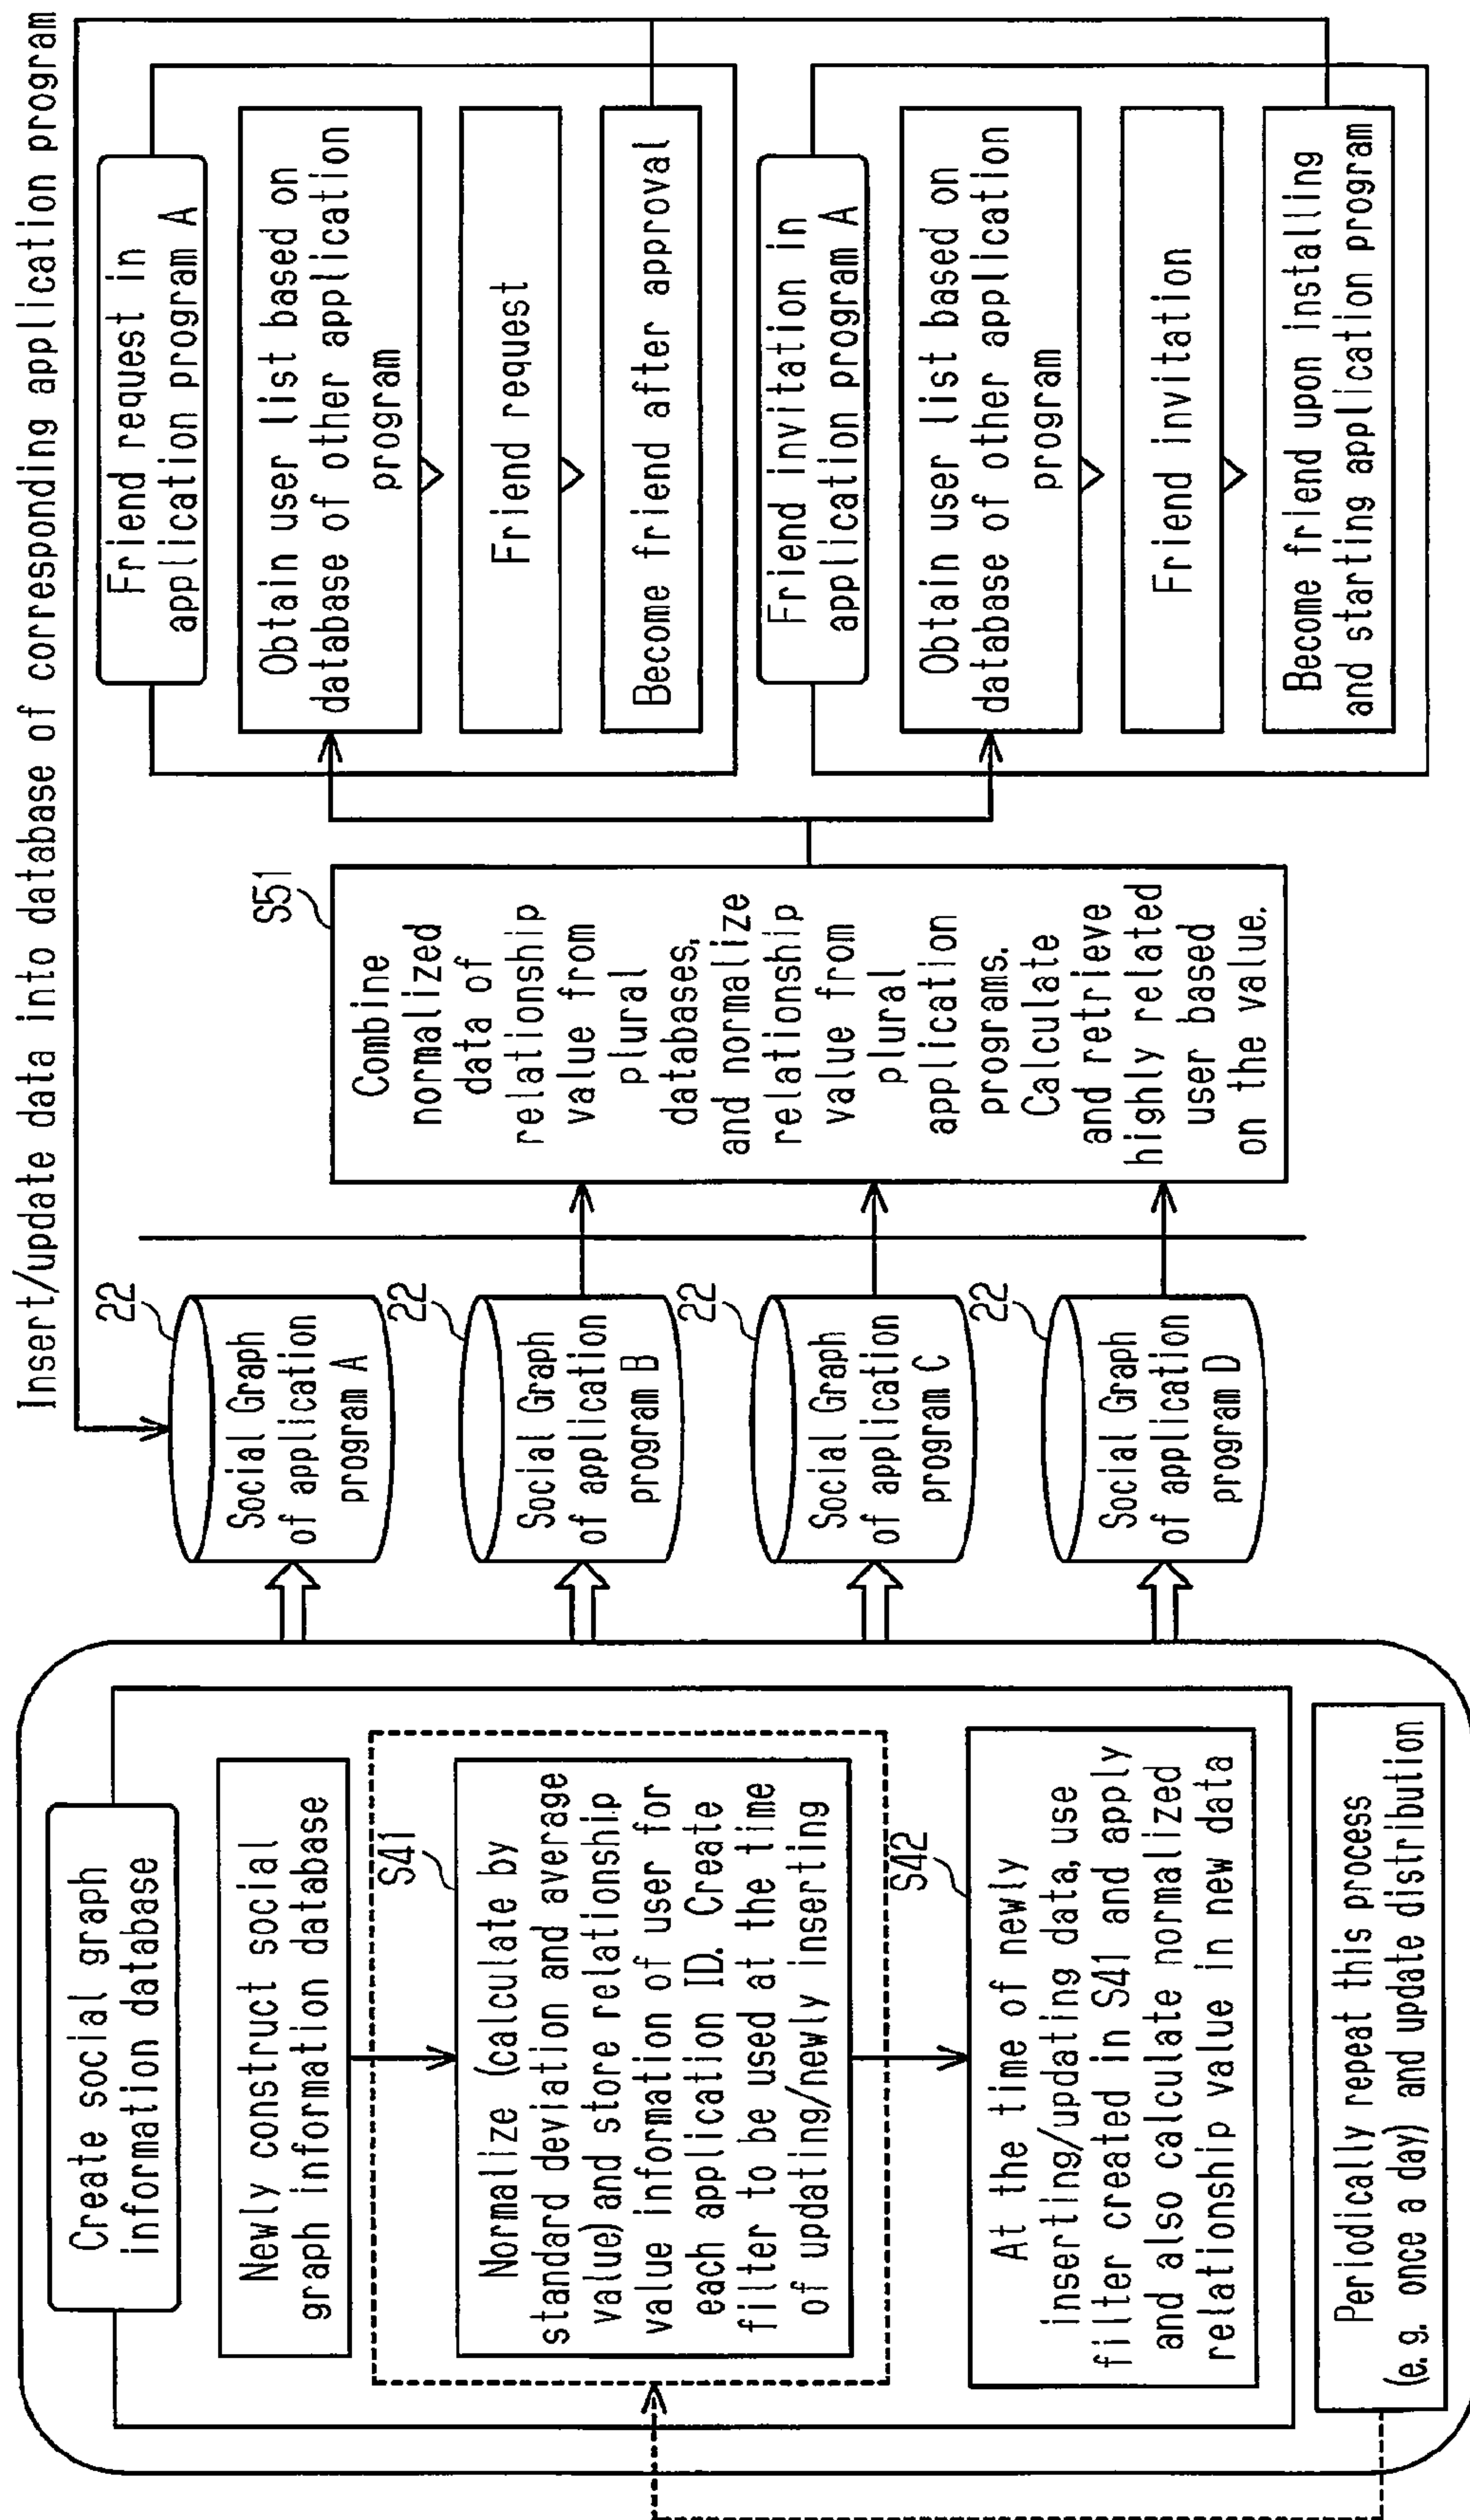 Insert/update data into database of corresponding application program
Create social graph
information database
Newly construct social
graph information database
S41
Normalize (calculate by
standard deviation and average
value) and store relationship
value information of user for
each application ID. Create
filter to be used at the time
of updating/newly inserting
S42
At the time of newly
inserting/updating data, use
filter created in S41 and apply
and also calculate normalized
relationship value in new data
Periodically repeat this process
(e. g. once a day) and update distribution
22
Social Graph
of application
program A
22
Social Graph
of application
program B
22
Social Graph
of application
program C
22
Social Graph
of application
program D
S51
Combine
normalized
data of
relationship
value from
plural
databases,
and normalize
relationship
value from
plural
application
programs.
Calculate
and retrieve
highly related
user based
on the value.
Friend request in
application program A
Obtain user list based on
database of other application
program
Friend request
Become friend after approval
Friend invitation in
application program A
Obtain user list based on
database of other application
program
Friend invitation
Become friend upon installing
and starting application program